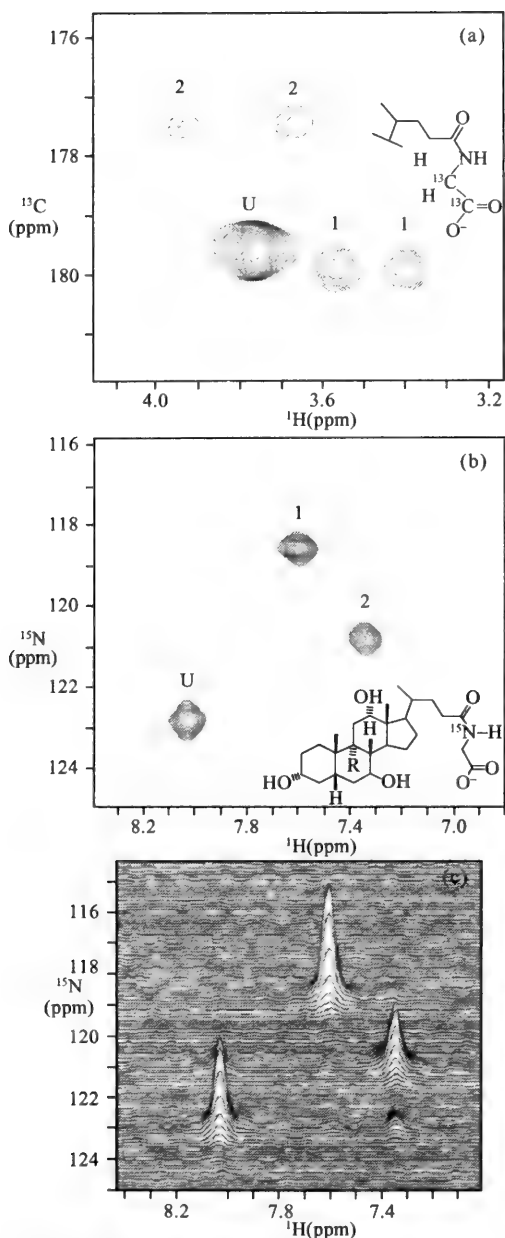 (a)
176
2 2
178
O
NH
H
¹³C
H
¹³C=O
O⁻
U
1 1
¹³C
(ppm)
180
4.0 3.6 3.2
¹H(ppm)
116
(b)
1
118
2
120
¹⁵N
(ppm)
U
122
124
OH
H
R
HO
H
OH
O
¹⁵N-H
O
O⁻
8.2 7.8 7.4 7.0
¹H(ppm)
(c)
116
118
¹⁵N
(ppm)
120
122
124
8.2 7.8 7.4
¹H(ppm)